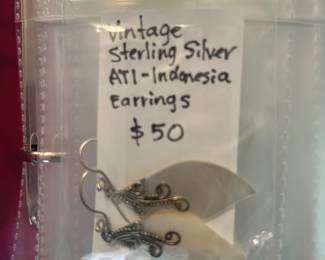 Vintage
Sterling Silver
ATI-Indonesia
Earrings
$50